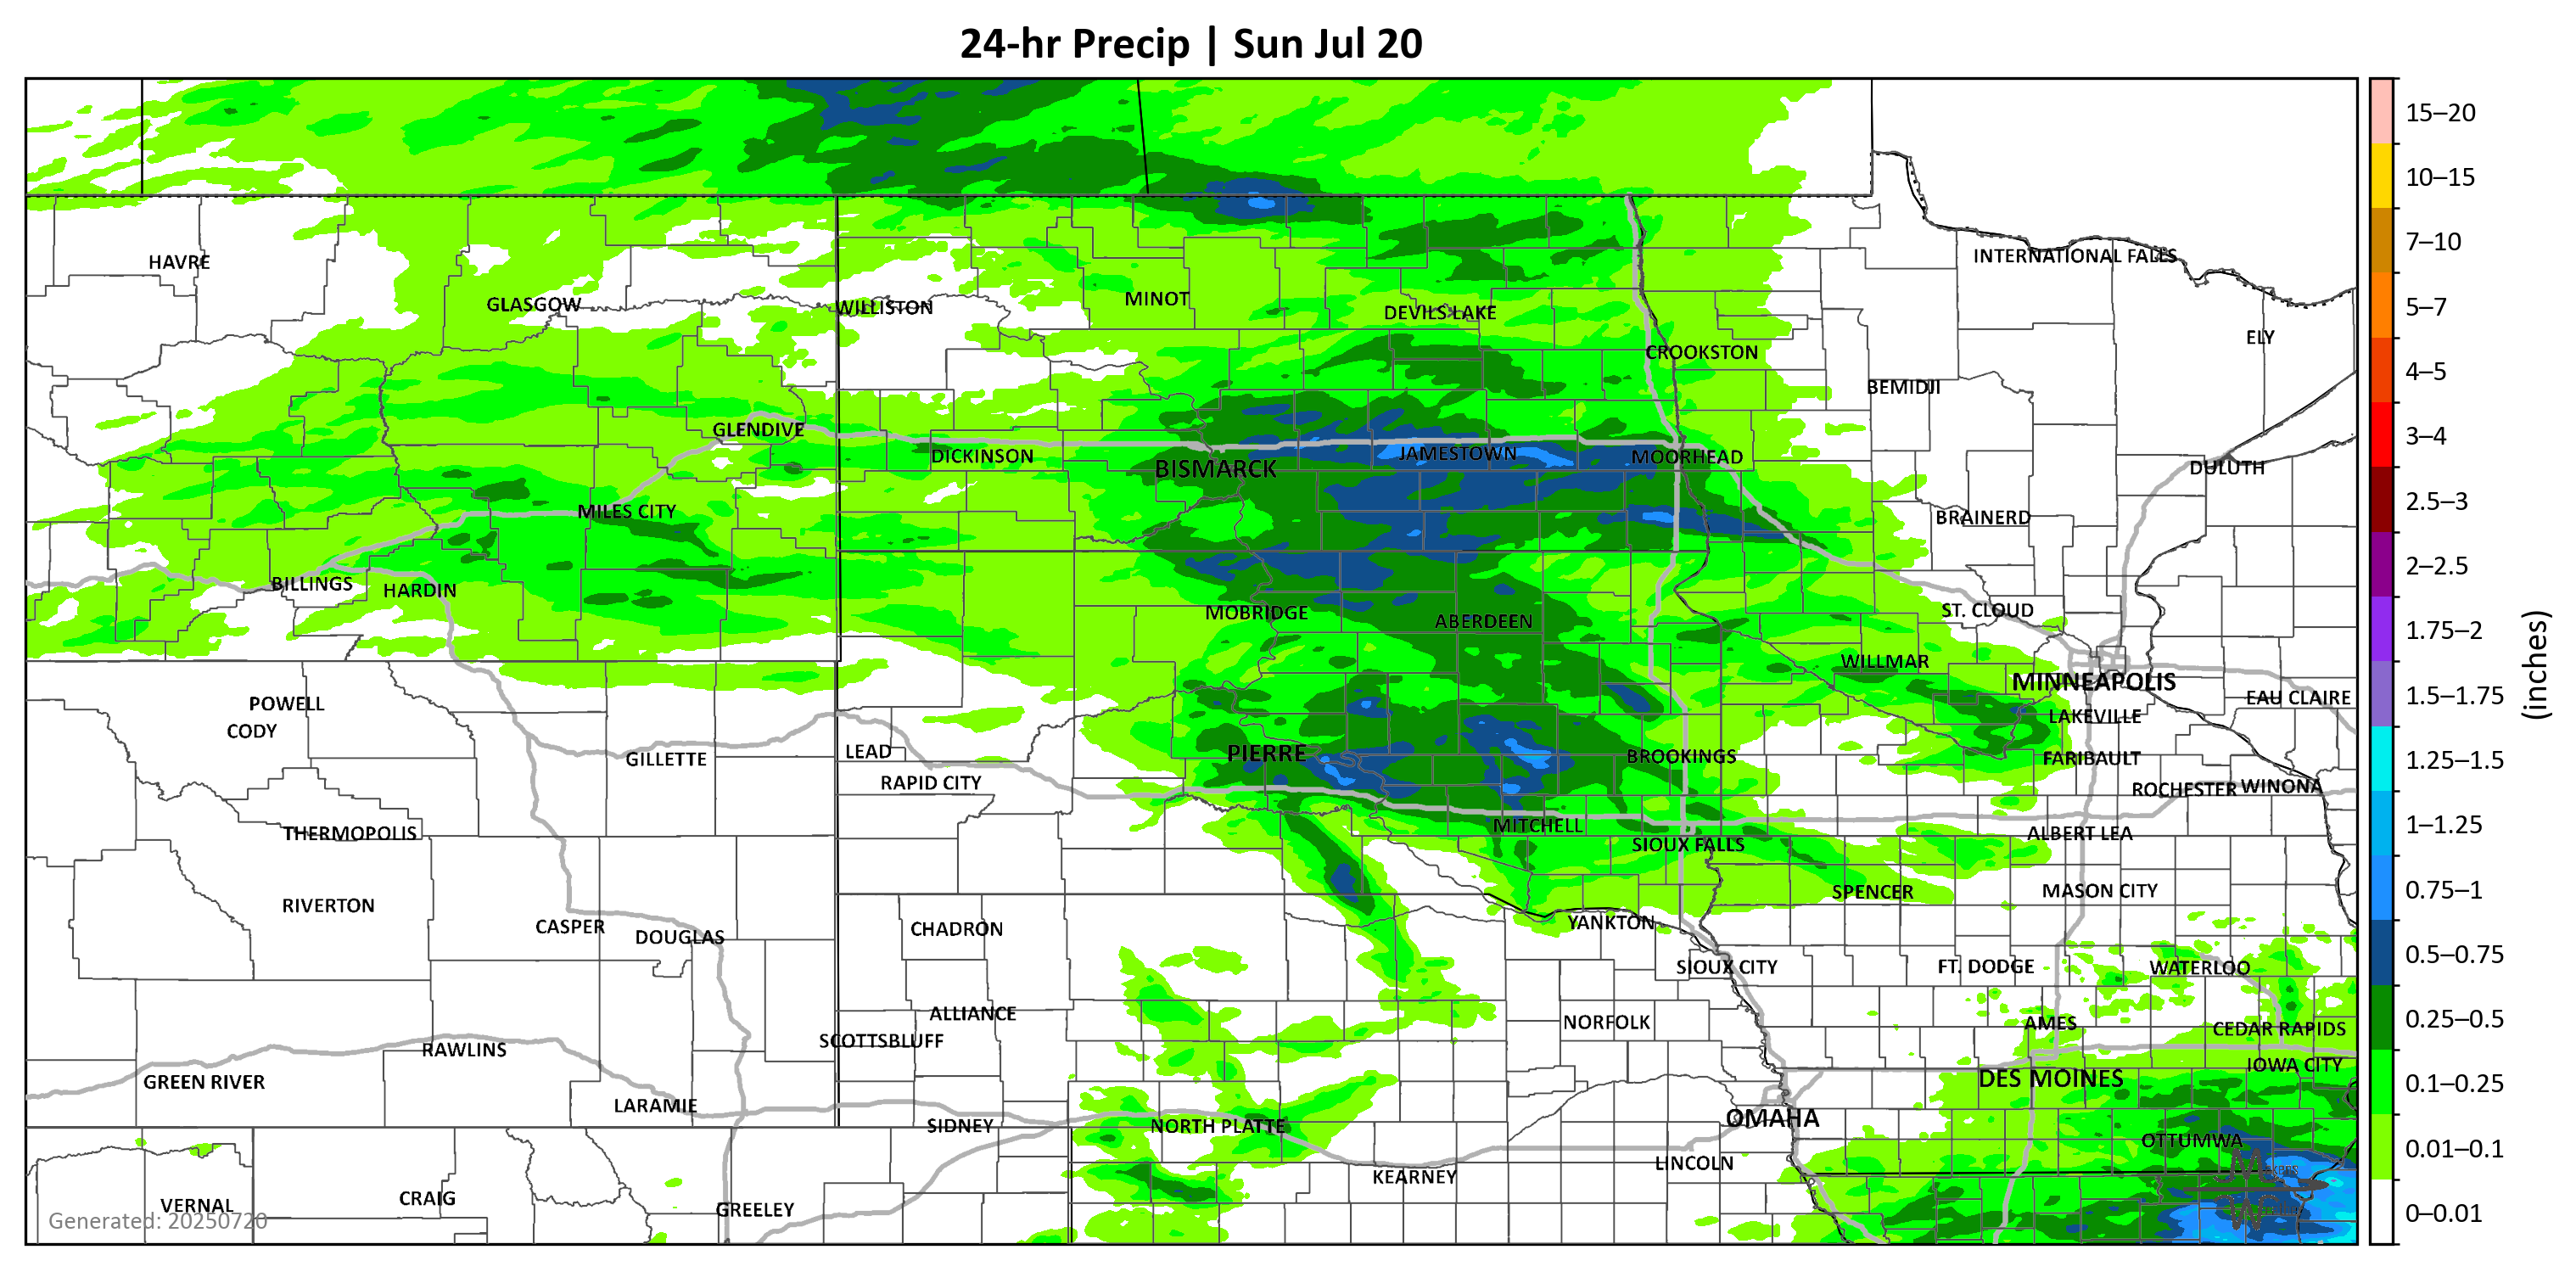 24-hr Precip | Sun Jul 20
15–20
10–15
7–10
5–7
4–5
3–4
2.5–3
2–2.5
1.75–2
1.5–1.75
1.25–1.5
1–1.25
0.75–1
0.5–0.75
0.25–0.5
0.1–0.25
0.01–0.1
0–0.01
(inches)
INTERNATIONAL FALLS
HAVRE
MINOT
GLASGOW
WILLISTON
DEVILS LAKE
ELY
CROOKSTON
BEMIDJI
GLENDIVE
DICKINSON
JAMESTOWN
MOORHEAD
BISMARCK
DULUTH
MILES CITY
BRAINERD
BILLINGS
HARDIN
MOBRIDGE
ABERDEEN
ST. CLOUD
WILLMAR
MINNEAPOLIS
EAU CLAIRE
POWELL
LAKEVILLE
CODY
LEAD
GILLETTE
PIERRE
BROOKINGS
FARIBAULT
RAPID CITY
ROCHESTER
WINONA
THERMOPOLIS
MITCHELL
ALBERT LEA
SIOUX FALLS
SPENCER
MASON CITY
RIVERTON
CASPER
YANKTON
CHADRON
DOUGLAS
SIOUX CITY
FT. DODGE
WATERLOO
ALLIANCE
NORFOLK
AMES
CEDAR RAPIDS
SCOTTSBLUFF
RAWLINS
IOWA CITY
GREEN RIVER
DES MOINES
LARAMIE
OMAHA
SIDNEY
NORTH PLATTE
OTTUMWA
LINCOLN
KEARNEY
CRAIG
VERNAL
GREELEY
Generated: 20250720